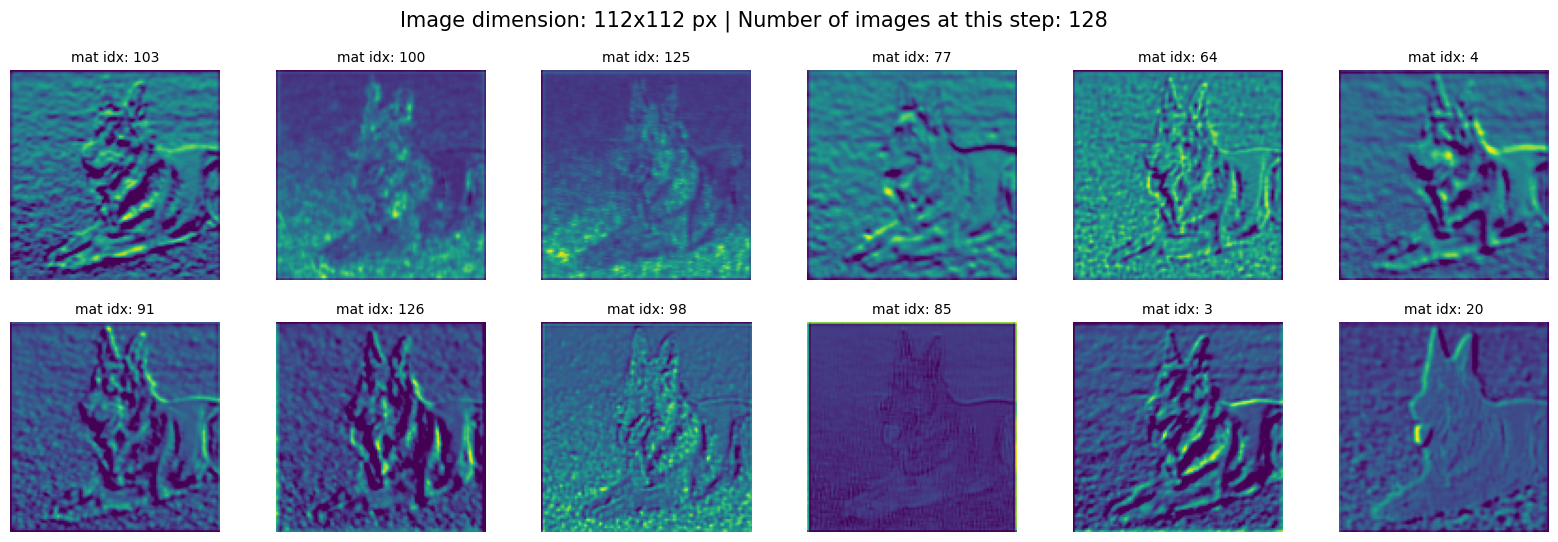 Image dimension: 112x112 px | Number of images at this step: 128
mat idx: 103
mat idx: 100
mat idx: 125
mat idx: 77
mat idx: 64
mat idx: 4
mat idx: 91
mat idx: 126
mat idx: 98
mat idx: 85
mat idx: 3
mat idx: 20